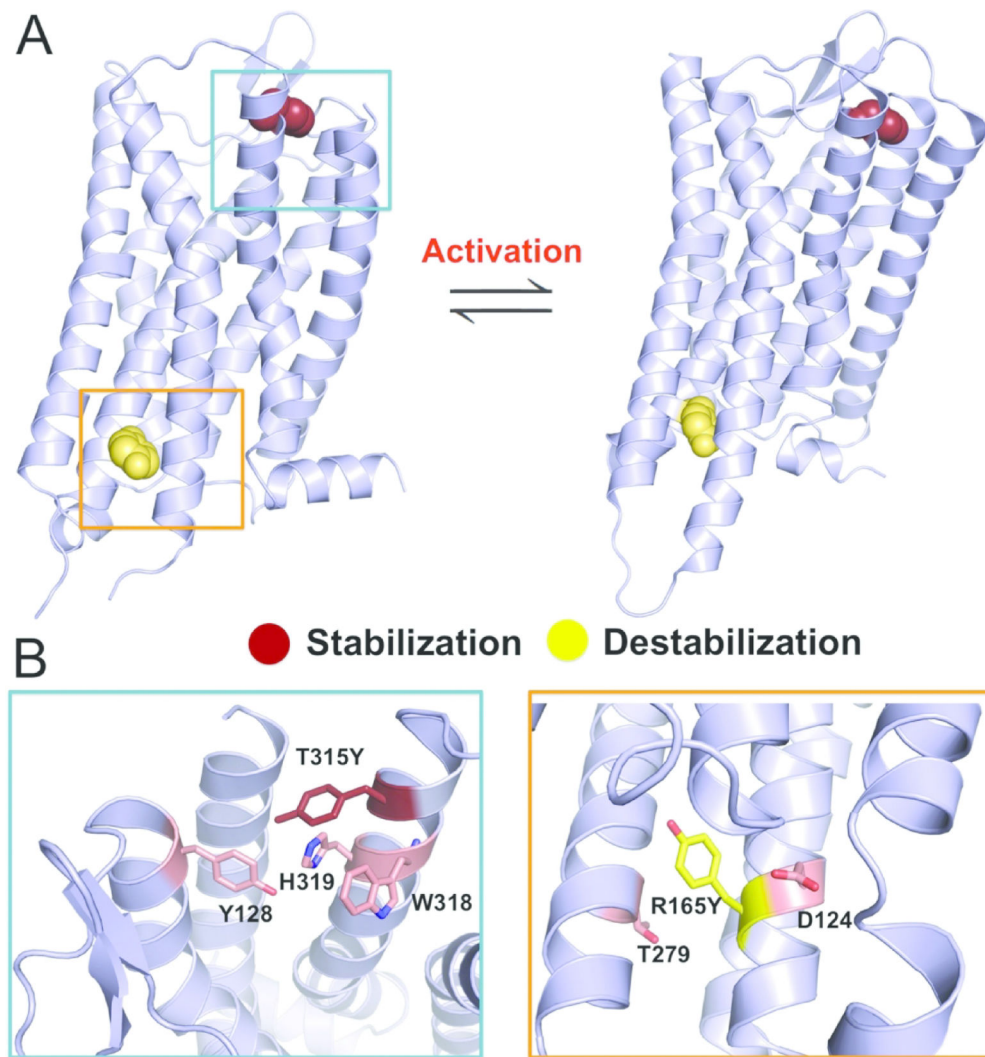 A
Activation
Stabilization
Destabilization
B
T315Y
H319
Y128
W318
R165Y
D124
T279